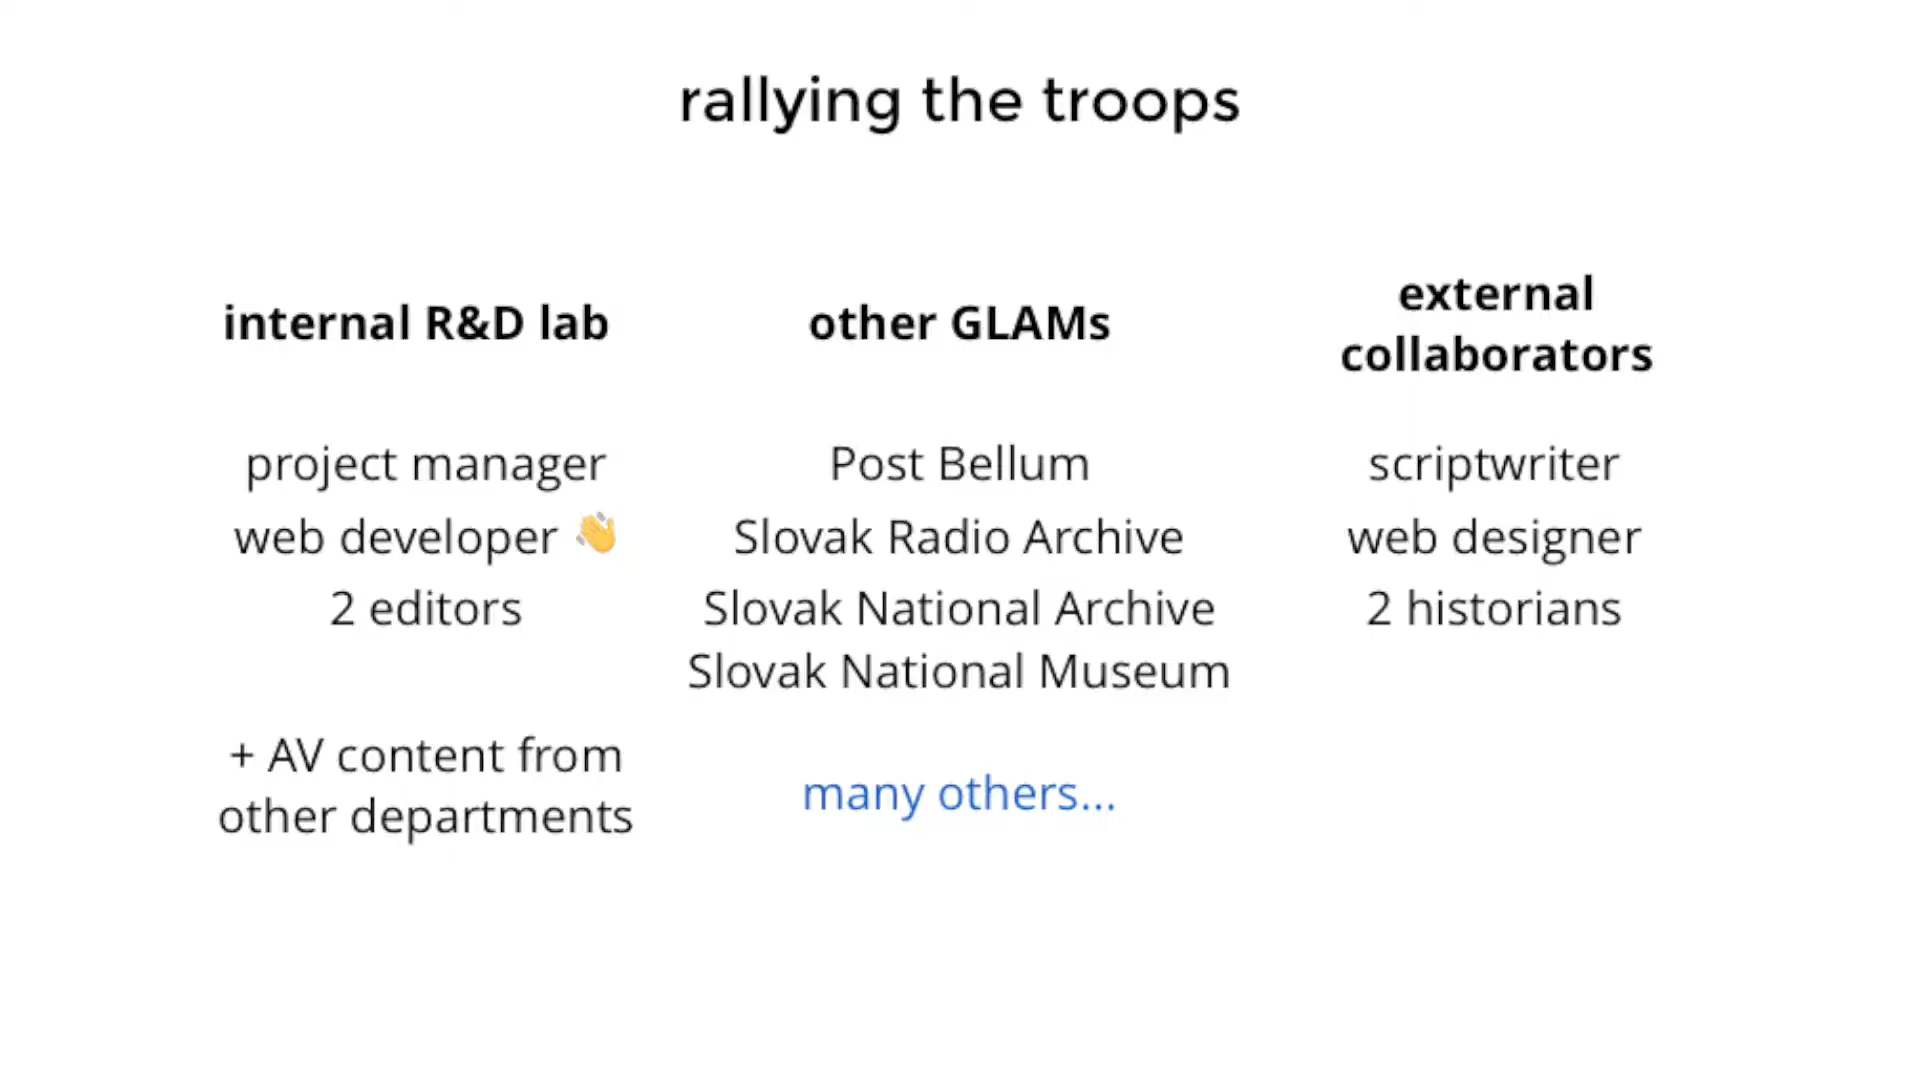 rallying the troops
internal R&D lab
project manager
web developer 👋
2 editors
+ AV content from
other departments
other GLAMs
Post Bellum
Slovak Radio Archive
Slovak National Archive
Slovak National Museum
many others...
external
collaborators
scriptwriter
web designer
2 historians